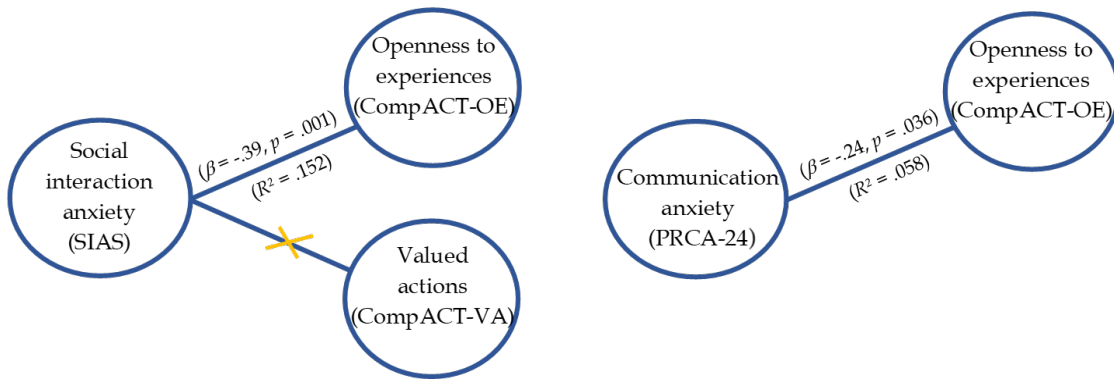 Openness to
experiences
(CompACT-OE)
(β = -.39, p = .001)
(R² = .152)
Social
interaction
anxiety
(SIAS)
Valued
actions
(CompACT-VA)
Openness to
experiences
(CompACT-OE)
(β = -.24, p = .036)
(R² = .058)
Communication
anxiety
(PRCA-24)